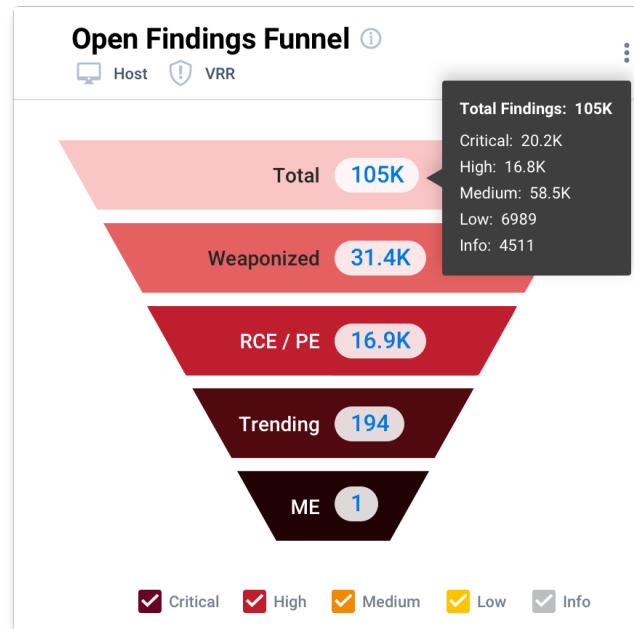 Open Findings Funnel
Host VRR
Total Findings: 105K
Critical: 20.2K
High: 16.8K
Medium: 58.5K
Low: 6989
Info: 4511
Total 105K
Weaponized 31.4K
RCE / PE 16.9K
Trending 194
ME 1
Critical High Medium Low Info